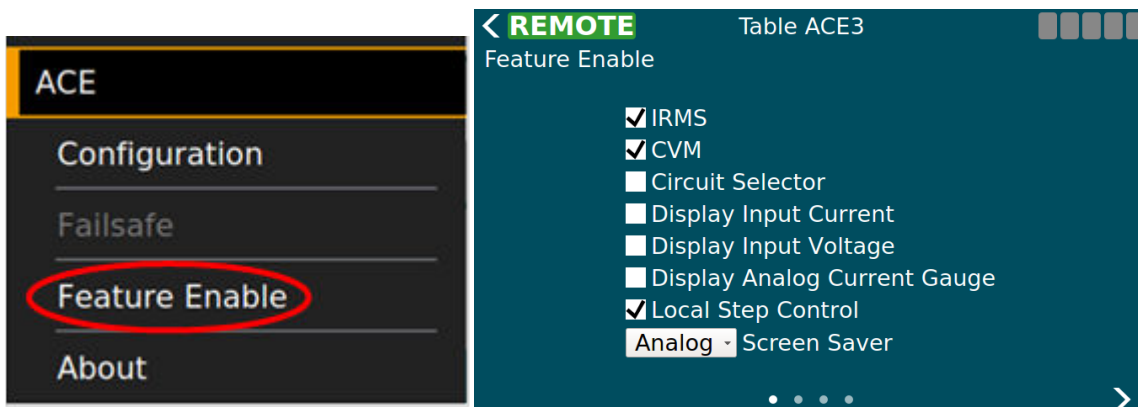 ACE
Configuration
Failsafe
Feature Enable
About
REMOTE Table ACE3
Feature Enable
IRMS
CVM
Circuit Selector
Display Input Current
Display Input Voltage
Display Analog Current Gauge
Local Step Control
Analog Screen Saver